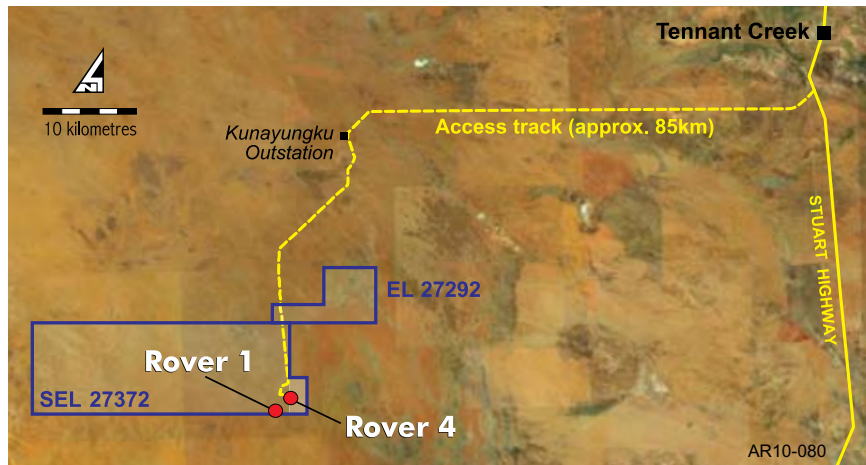 Tennant Creek
N
10 kilometres
Kunayungku
Outstation
Access track (approx. 85km)
STUART HIGHWAY
EL 27292
Rover 1
SEL 27372
Rover 4
AR10-080